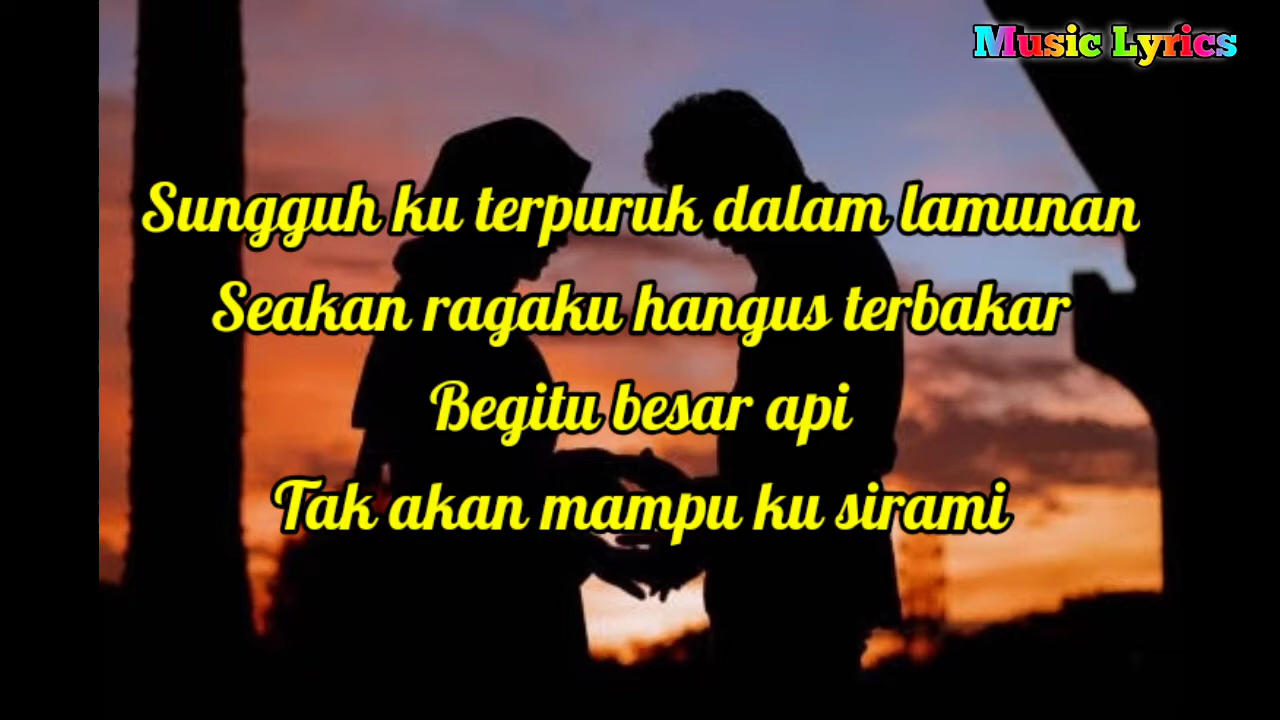 Music Lyrics
Sungguh ku terpuruk dalam lamunan
Seakan ragaku hangus terbakar
Begitu besar api
Tak akan mampu ku sirami